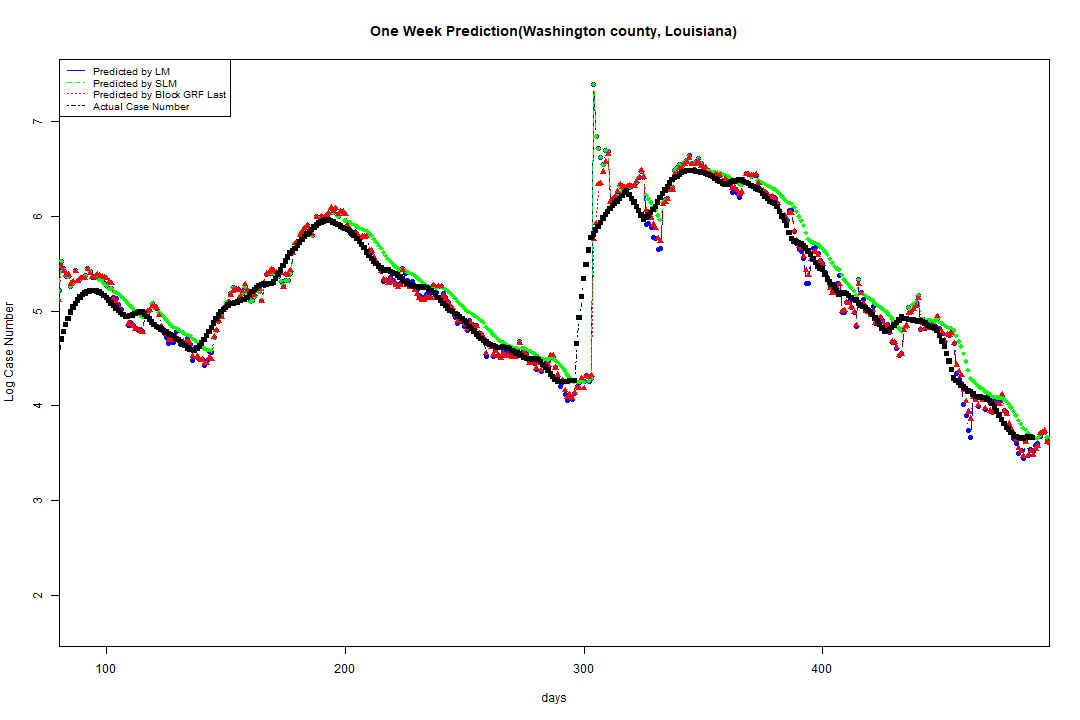 One Week Prediction(Washington county, Louisiana)
Predicted by LM
Predicted by SLM
Predicted by Block GRF Last
Actual Case Number
Log Case Number
7
6
5
4
3
2
100 200 300 400
days